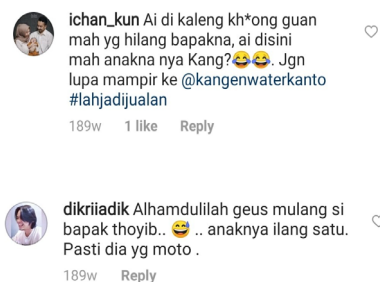 ichan_kun Ai di kaleng kh*ong guan
mah yg hilang bapakna, ai disini
mah anakna nya Kang?😂😂. Jgn
lupa mampir ke @kangenwaterkanto
#lahjadijualan
189w 1 like Reply
dikriiadik Alhamdulilah geus mulang si
bapak thoyib.. 😅 .. anaknya ilang satu.
Pasti dia yg moto .
189w Reply